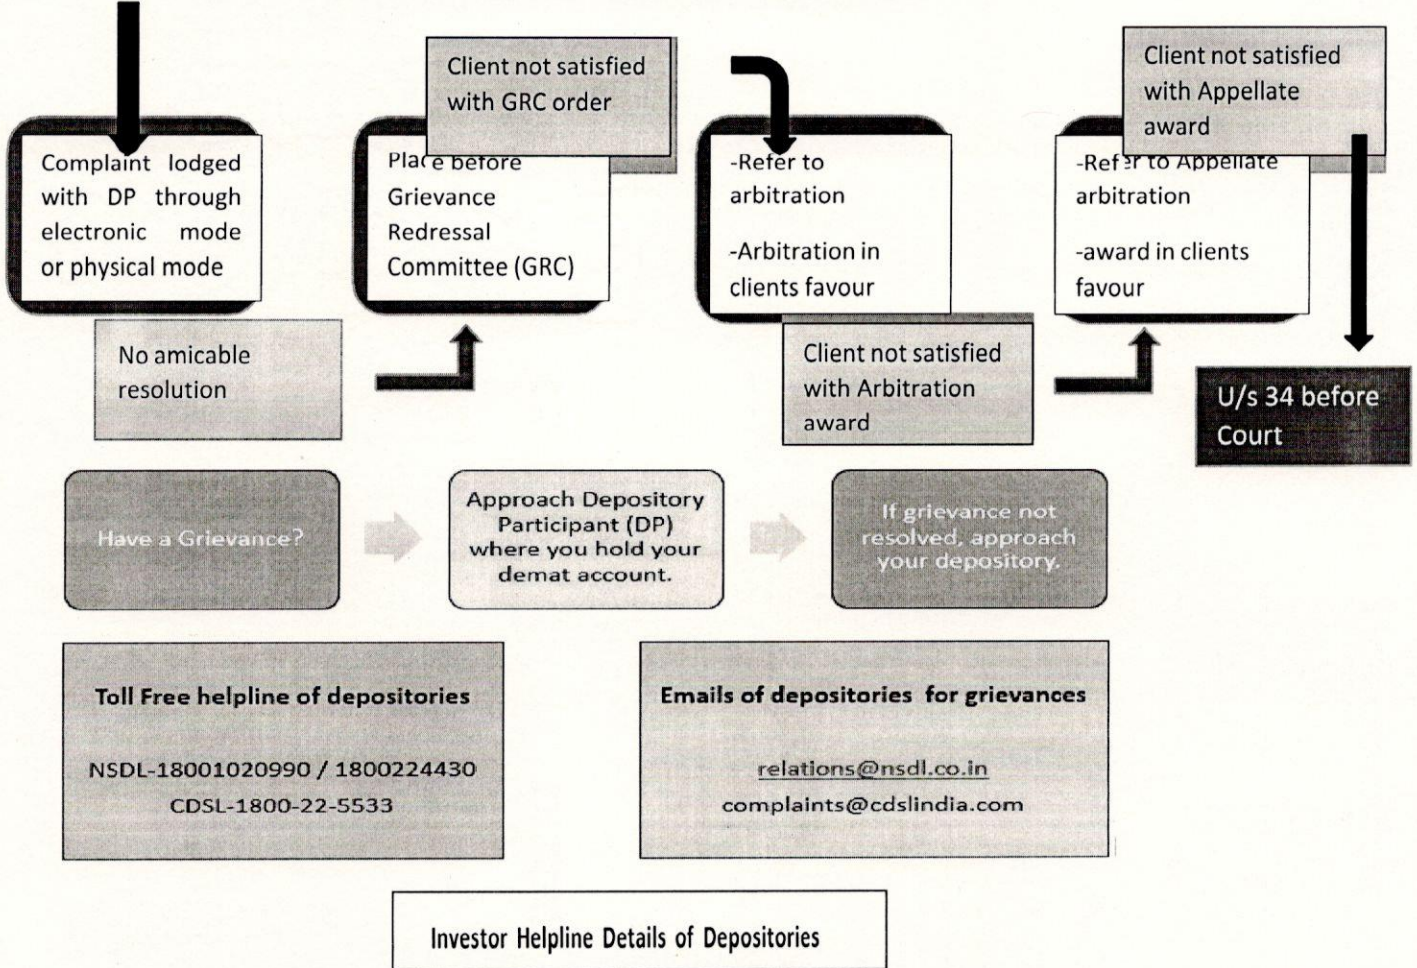 Complaint lodged
with DP through
electronic mode
or physical mode
No amicable
resolution
Place before
Grievance
Redressal
Committee (GRC)
Client not satisfied
with GRC order
-Refer to
arbitration
-Arbitration in
clients favour
Client not satisfied
with Arbitration
award
-Refer to Appellate
arbitration
-award in clients
favour
Client not satisfied
with Appellate
award
U/s 34 before
Court
Have a Grievance?
Approach Depository
Participant (DP)
where you hold your
demat account.
If grievance not
resolved, approach
your depository.
Toll Free helpline of depositories
NSDL-18001020990 / 1800224430
CDSL-1800-22-5533
Emails of depositories for grievances
relations@nsdl.co.in
complaints@cdslindia.com
Investor Helpline Details of Depositories